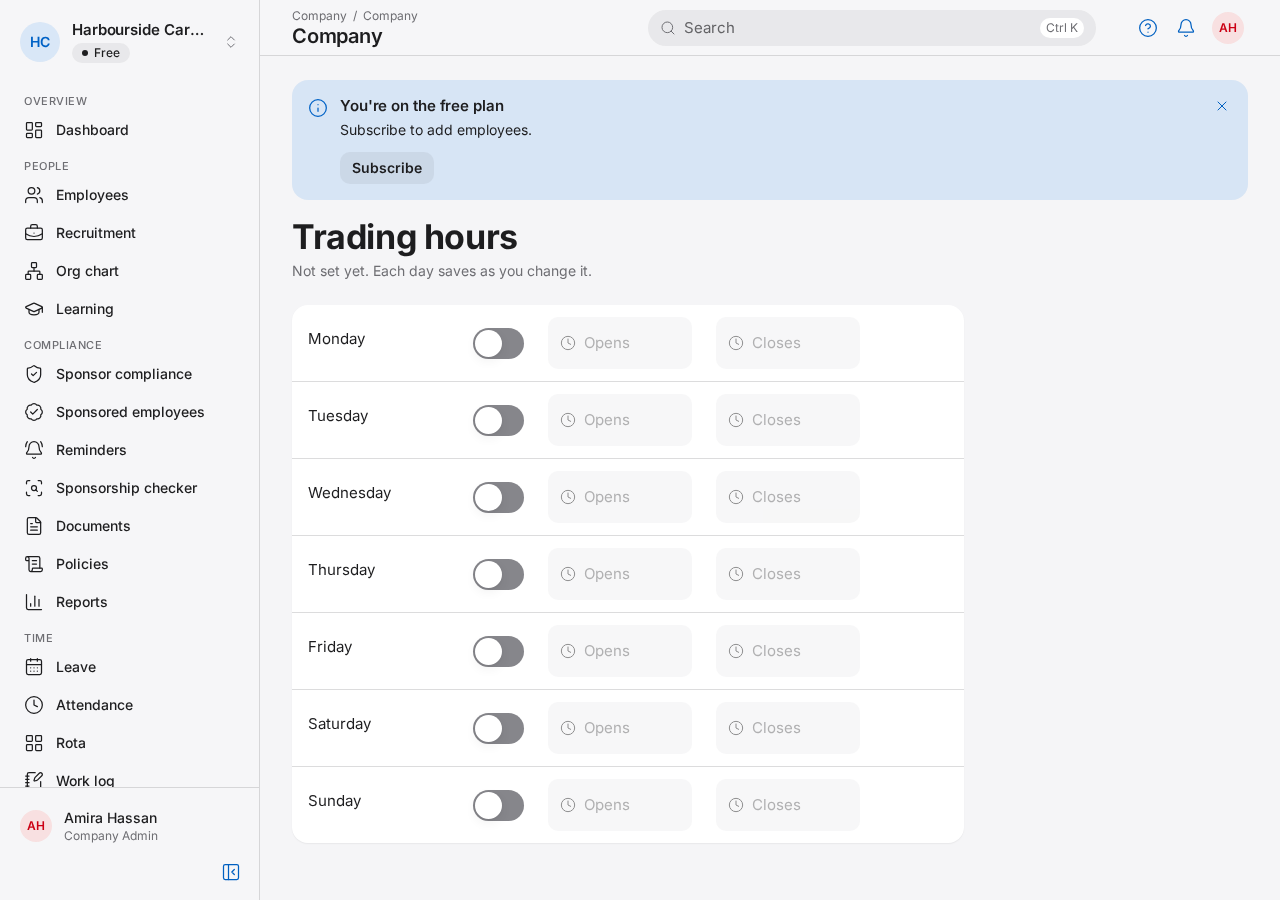 HC
Harbourside Car...
Free
OVERVIEW
Dashboard
PEOPLE
Employees
Recruitment
Org chart
Learning
COMPLIANCE
Sponsor compliance
Sponsored employees
Reminders
Sponsorship checker
Documents
Policies
Reports
TIME
Leave
Attendance
Rota
Work log
AH
Amira Hassan
Company Admin
Company / Company
Company
Search
Ctrl K
AH
You're on the free plan
Subscribe to add employees.
Subscribe
Trading hours
Not set yet. Each day saves as you change it.
Monday Opens Closes
Tuesday Opens Closes
Wednesday Opens Closes
Thursday Opens Closes
Friday Opens Closes
Saturday Opens Closes
Sunday Opens Closes